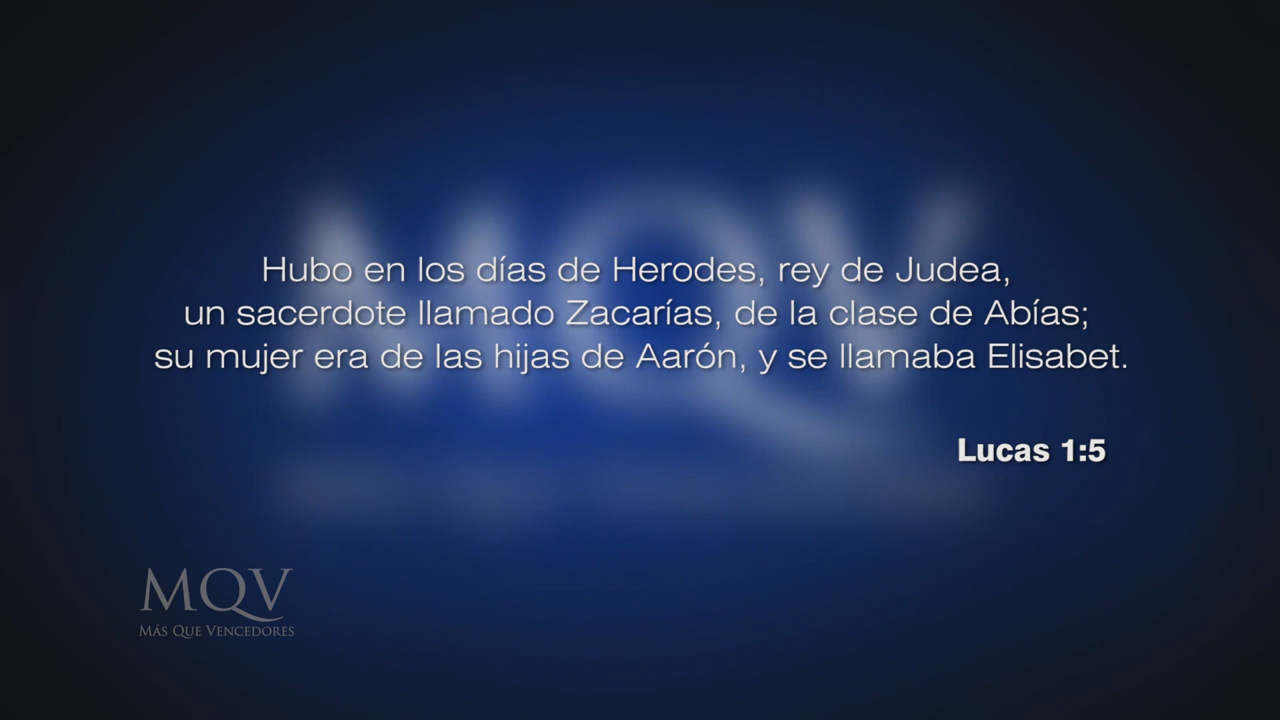 Hubo en los días de Herodes, rey de Judea,
un sacerdote llamado Zacarías, de la clase de Abías;
su mujer era de las hijas de Aarón, y se llamaba Elisabet.
Lucas 1:5
MQV
MÁS QUE VENCEDORES